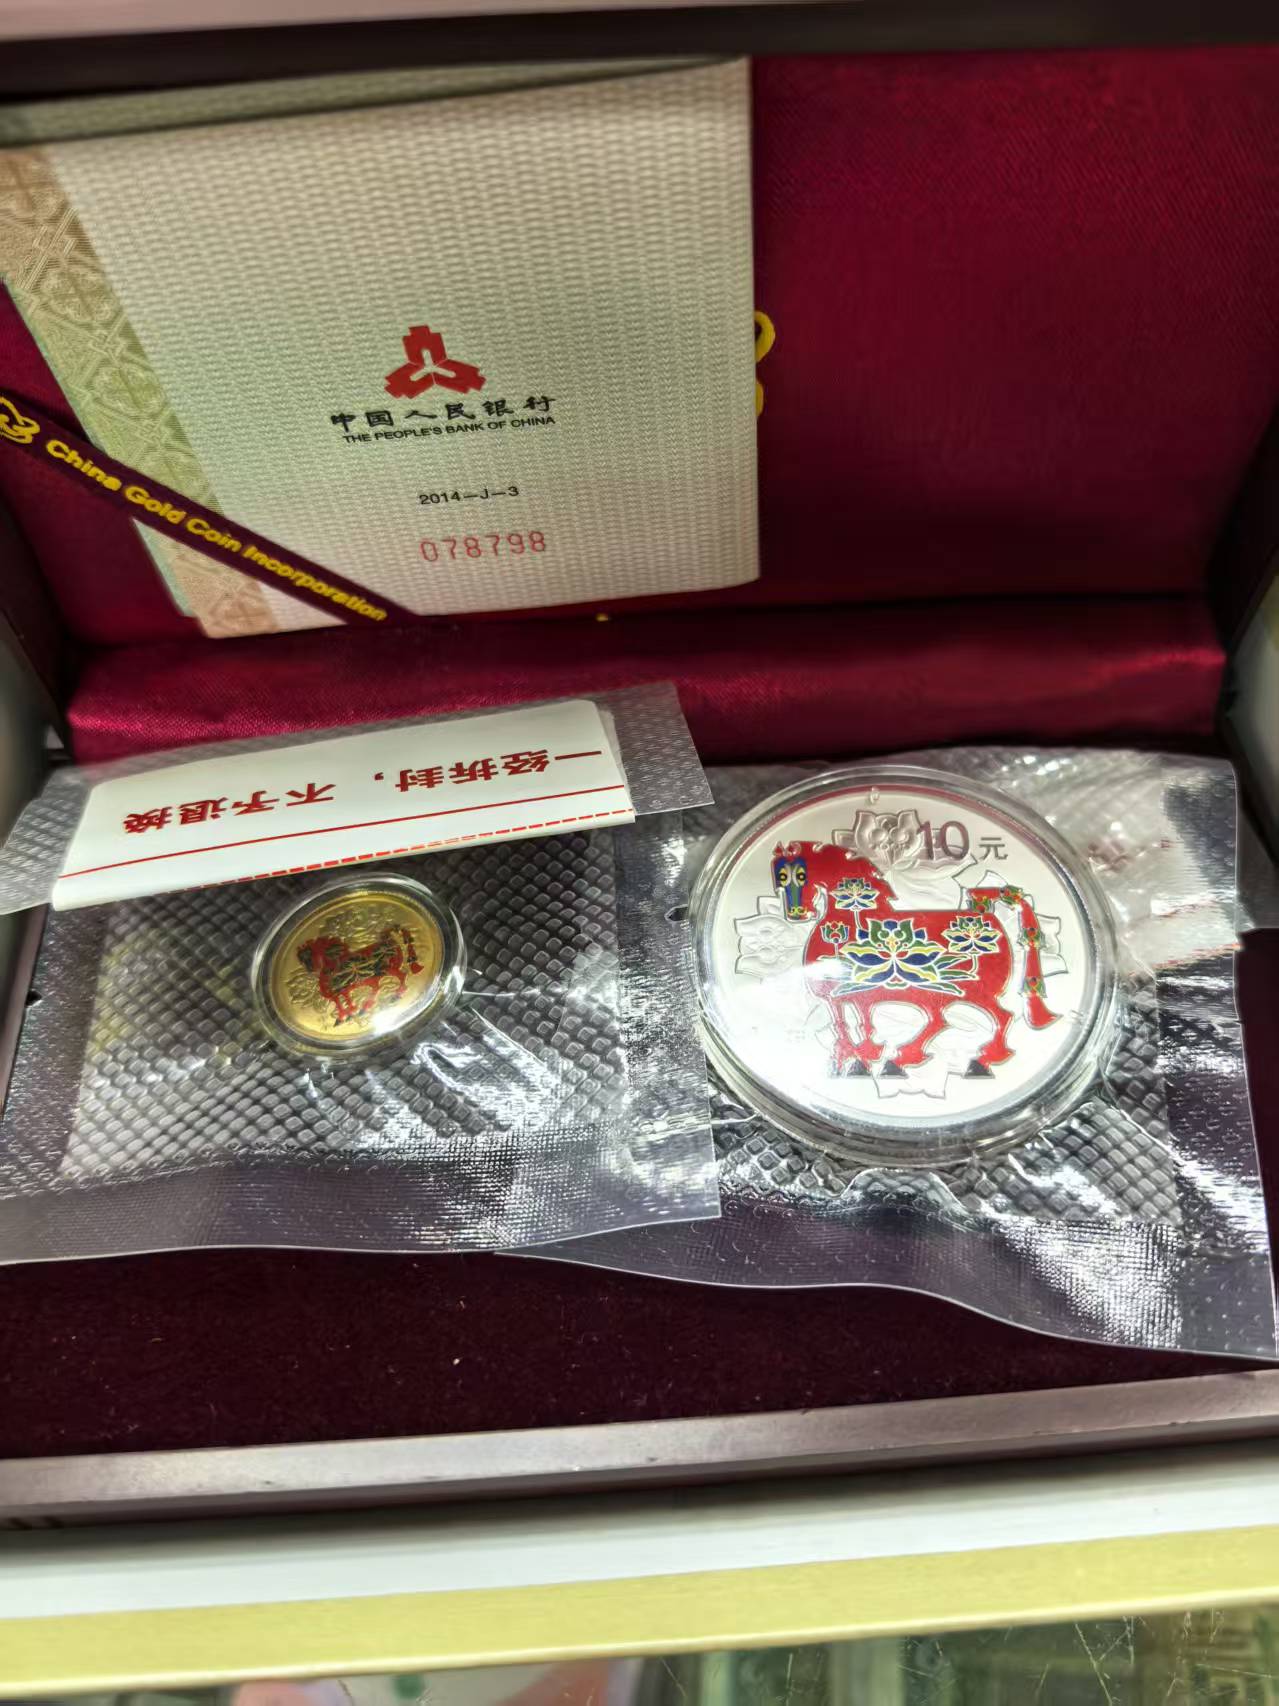 中国人民银行
THE PEOPLE'S BANK OF CHINA
2014-J-3
078798
China Gold Coin Incorporation
一经拆封，不予退换
10元